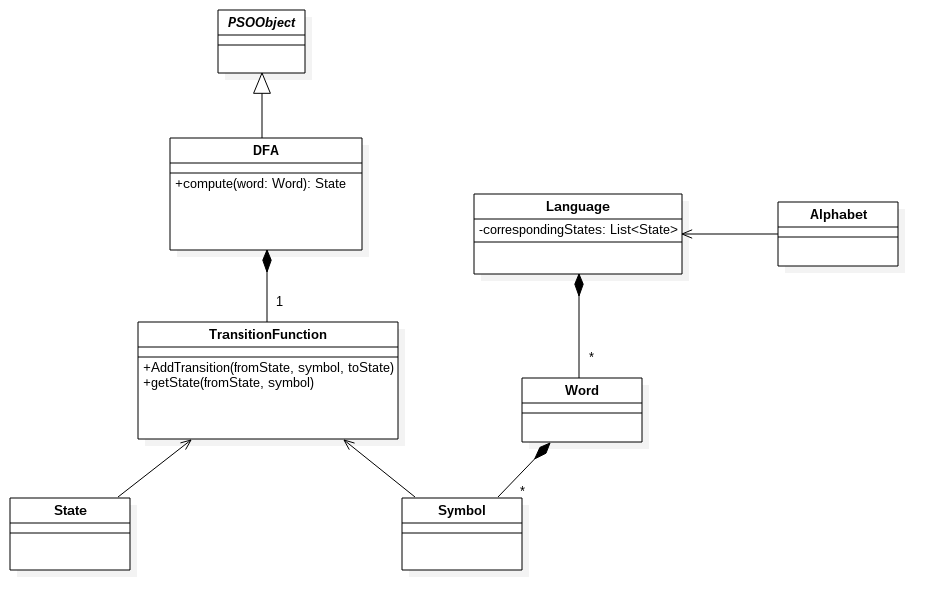 PSOObject
DFA
+compute(word: Word): State
Language
-correspondingStates: List<State>
Alphabet
1
TransitionFunction
+AddTransition(fromState, symbol, toState)
+getState(fromState, symbol)
*
Word
*
State
Symbol